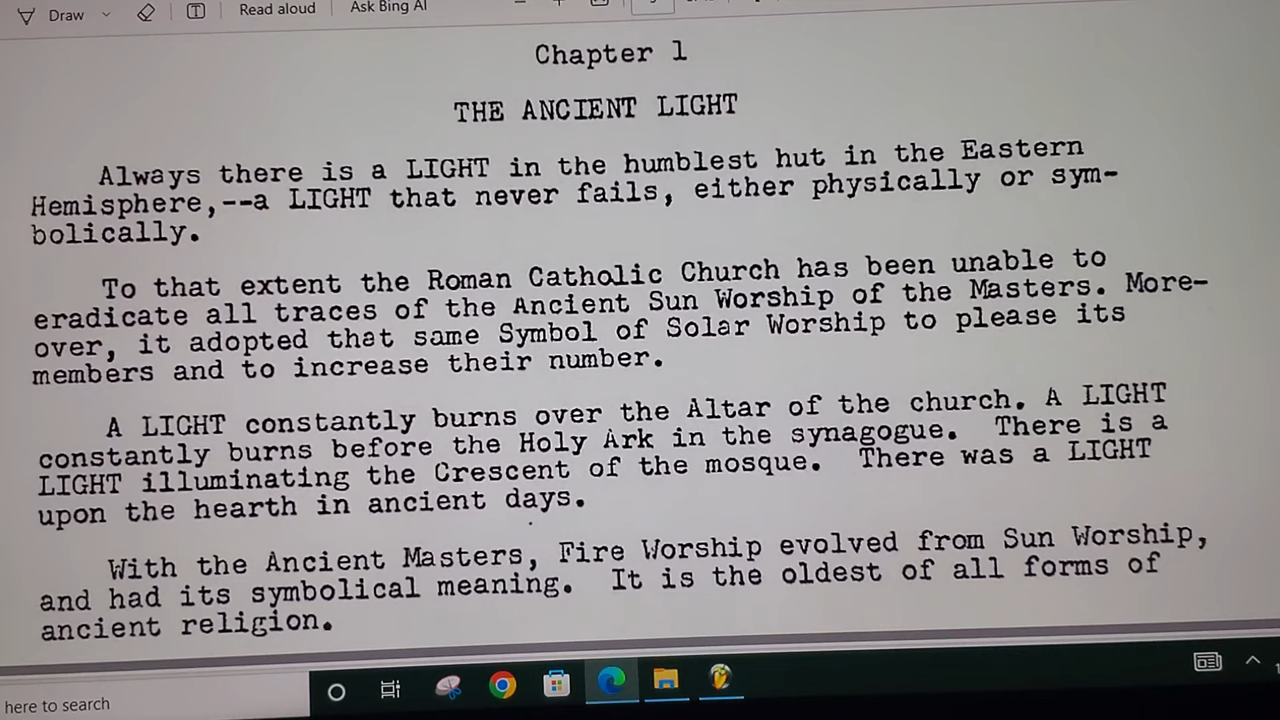 Draw
Read aloud
Ask Bing AI
Chapter 1
THE ANCIENT LIGHT
Always there is a LIGHT in the humblest hut in the Eastern
Hemisphere,--a LIGHT that never fails, either physically or sym-
bolically.
To that extent the Roman Catholic Church has been unable to
eradicate all traces of the Ancient Sun Worship of the Masters. More-
over, it adopted that same Symbol of Solar Worship to please its
members and to increase their number.
A LIGHT constantly burns over the Altar of the church. A LIGHT
constantly burns before the Holy Ark in the synagogue. There is a
LIGHT illuminating the Crescent of the mosque. There was a LIGHT
upon the hearth in ancient days.
With the Ancient Masters, Fire Worship evolved from Sun Worship,
and had its symbolical meaning. It is the oldest of all forms of
ancient religion.
here to search